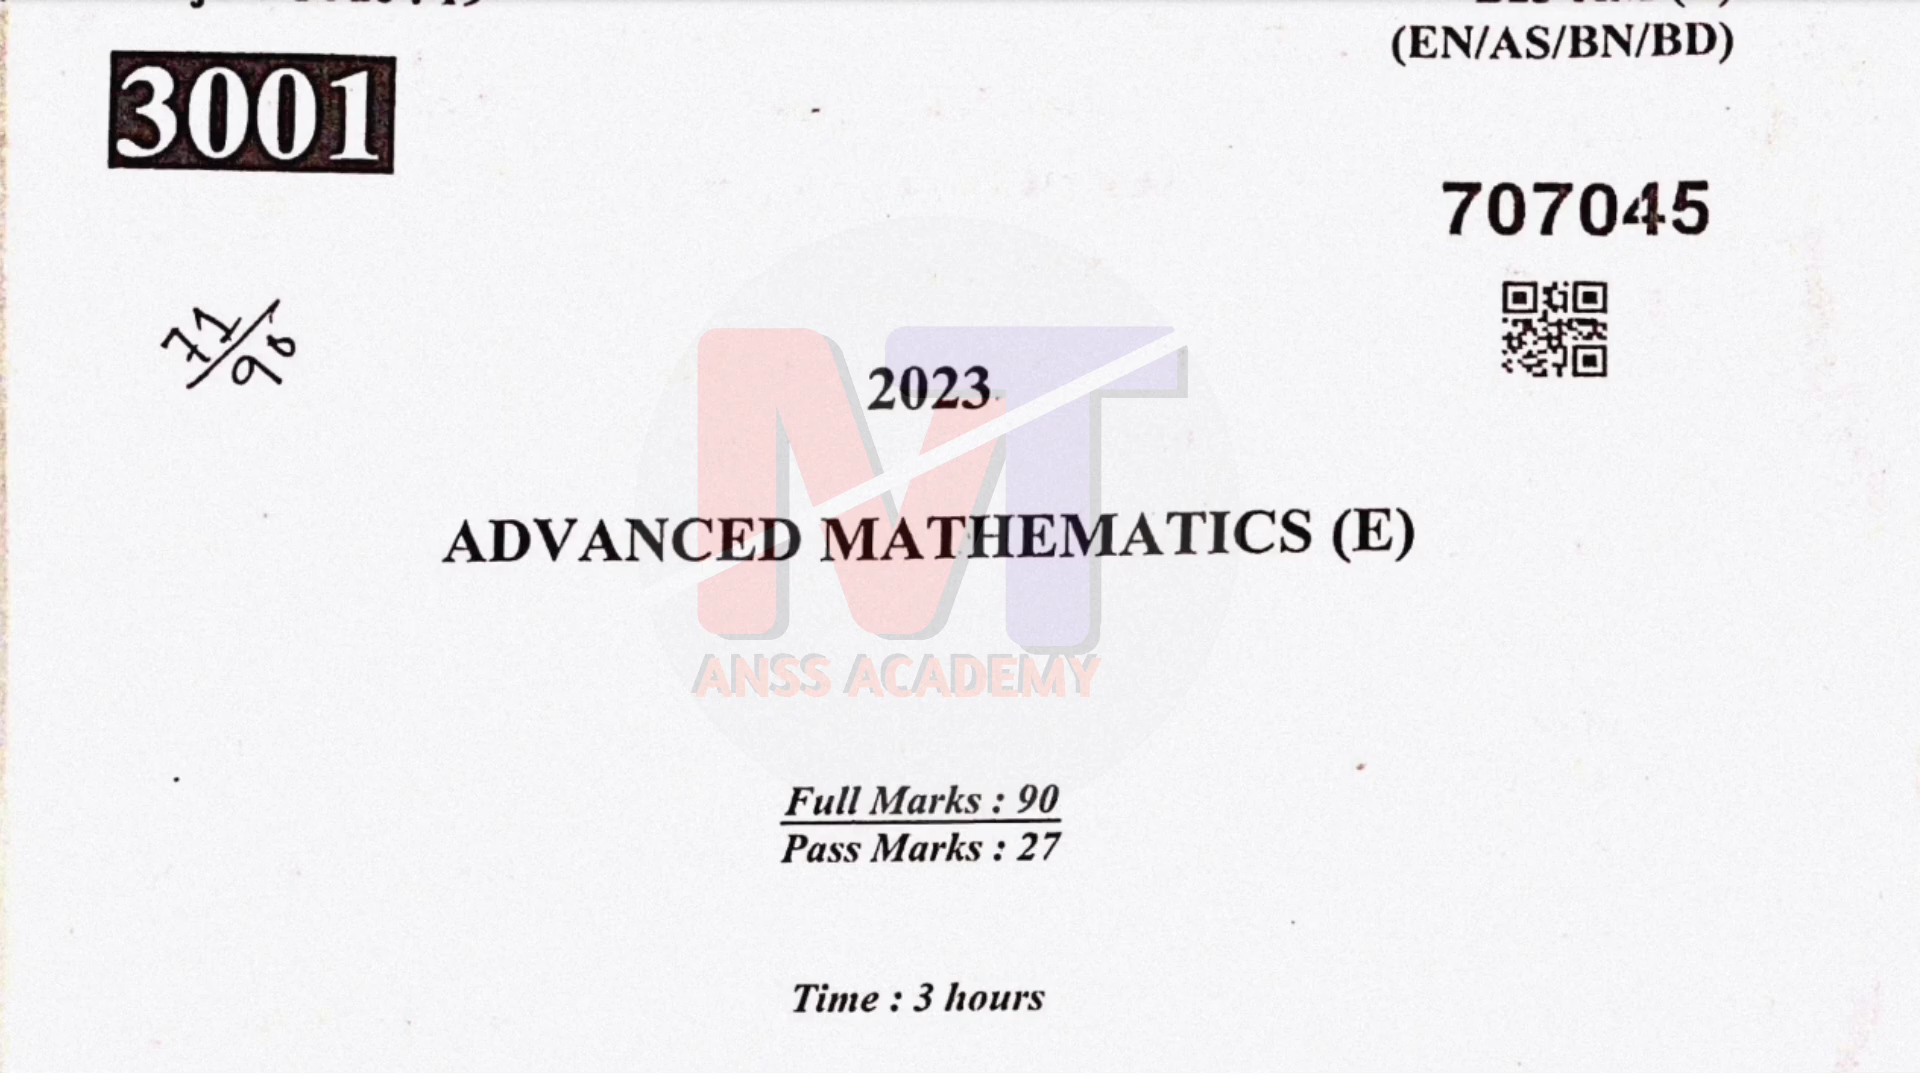 (EN/AS/BN/BD)
3001
707045
71/90
2023
ADVANCED MATHEMATICS (E)
MT
ANSS ACADEMY
Full Marks : 90
Pass Marks : 27
Time : 3 hours